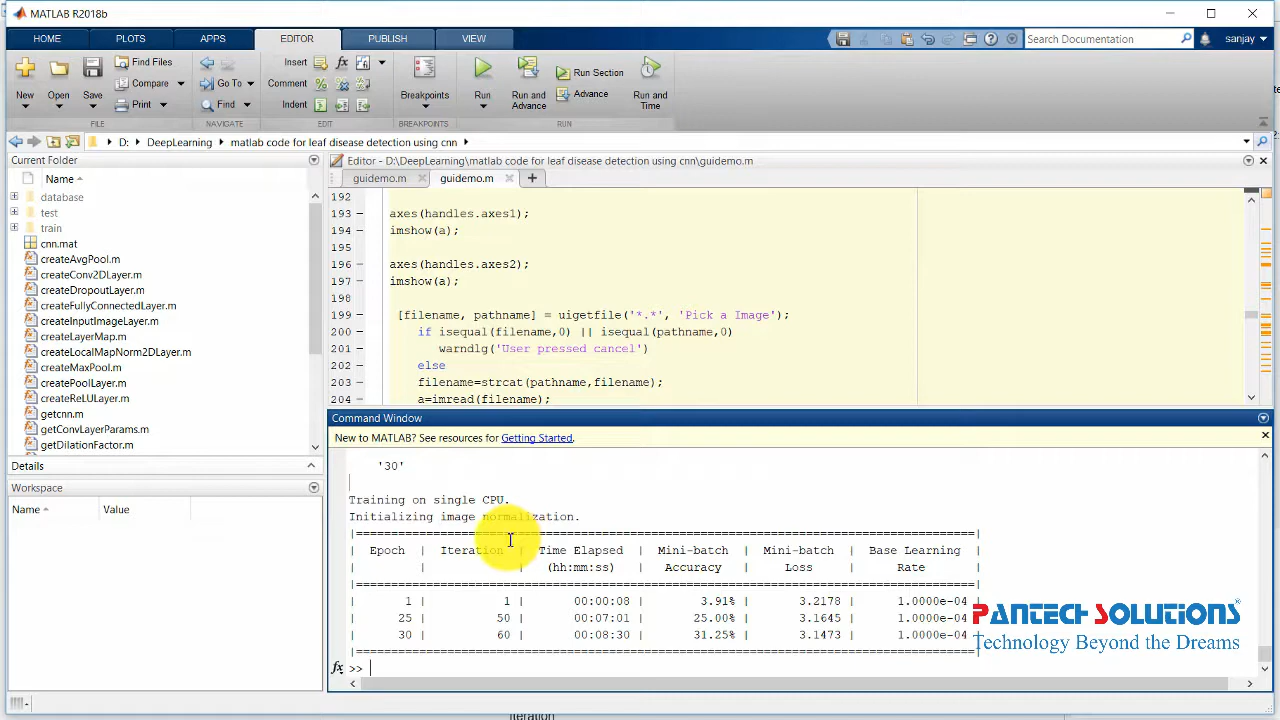 MATLAB R2018b
HOME PLOTS APPS EDITOR PUBLISH VIEW Search Documentation sanjay
New Open Save Find Files Compare Print Go To Find Insert Comment Indent Breakpoints Run Run and Advance Run Section Advance Run and Time
FILE NAVIGATE EDIT BREAKPOINTS RUN
D: DeepLearning matlab code for leaf disease detection using cnn
Current Folder
Name
database
test
train
cnn.mat
createAvgPool.m
createConv2DLayer.m
createDropoutLayer.m
createFullyConnectedLayer.m
createInputImageLayer.m
createLayerMap.m
createLocalMapNorm2DLayer.m
createMaxPool.m
createPoolLayer.m
createReLULayer.m
getcnn.m
getConvLayerParams.m
getDilationFactor.m
Details
Workspace
Name Value
Editor - D:\DeepLearning\matlab code for leaf disease detection using cnn\guidemo.m
guidemo.m guidemo.m
192
193 – axes(handles.axes1);
194 – imshow(a);
195
196 – axes(handles.axes2);
197 – imshow(a);
198
199 – [filename, pathname] = uigetfile('*.*', 'Pick a Image');
200 – if isequal(filename,0) || isequal(pathname,0)
201 – warndlg('User pressed cancel')
202 – else
203 – filename=strcat(pathname,filename);
204 – a=imread(filename);
Command Window
New to MATLAB? See resources for Getting Started.
'30'
Training on single CPU.
Initializing image normalization.
|========================================================================================|
| Epoch | Iteration | Time Elapsed | Mini-batch | Mini-batch | Base Learning |
| | | (hh:mm:ss) | Accuracy | Loss | Rate |
|========================================================================================|
| 1 | 1 | 00:00:08 | 3.91% | 3.2178 | 1.0000e-04 |
| 25 | 50 | 00:07:01 | 25.00% | 3.1645 | 1.0000e-04 |
| 30 | 60 | 00:08:30 | 31.25% | 3.1473 | 1.0000e-04 |
|========================================================================================|
fx >>
Pantech Solutions
Technology Beyond the Dreams
Iteration